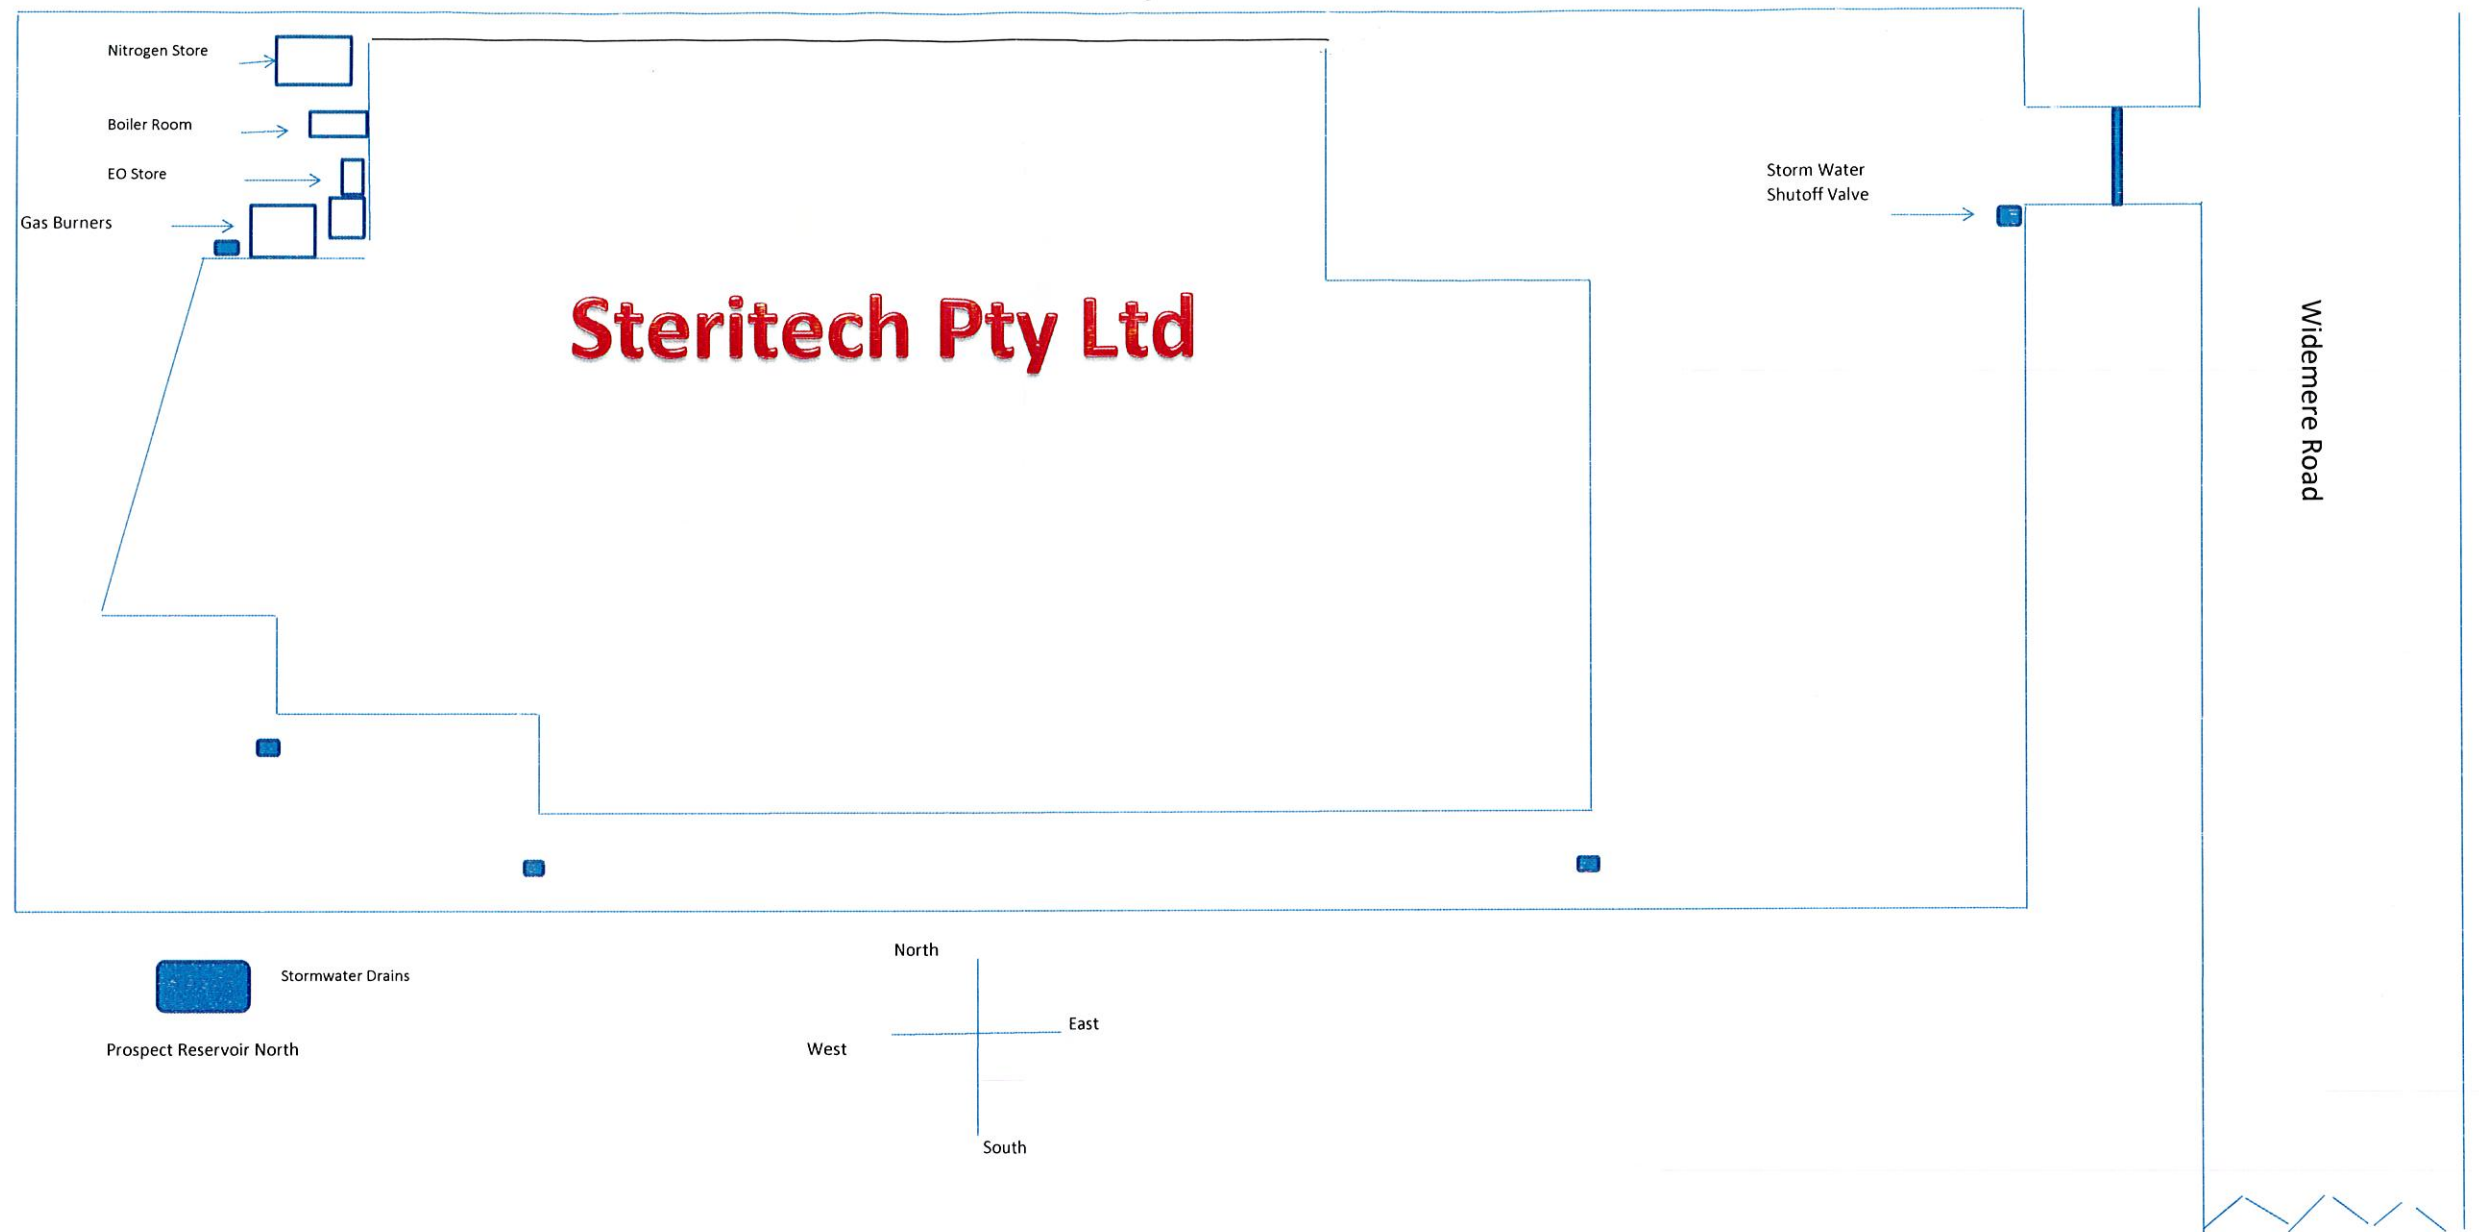 Nitrogen Store
Boiler Room
EO Store
Gas Burners
Storm Water
Shutoff Valve
Steritech Pty Ltd
Widemere Road
Stormwater Drains
Prospect Reservoir North
North
East
West
South